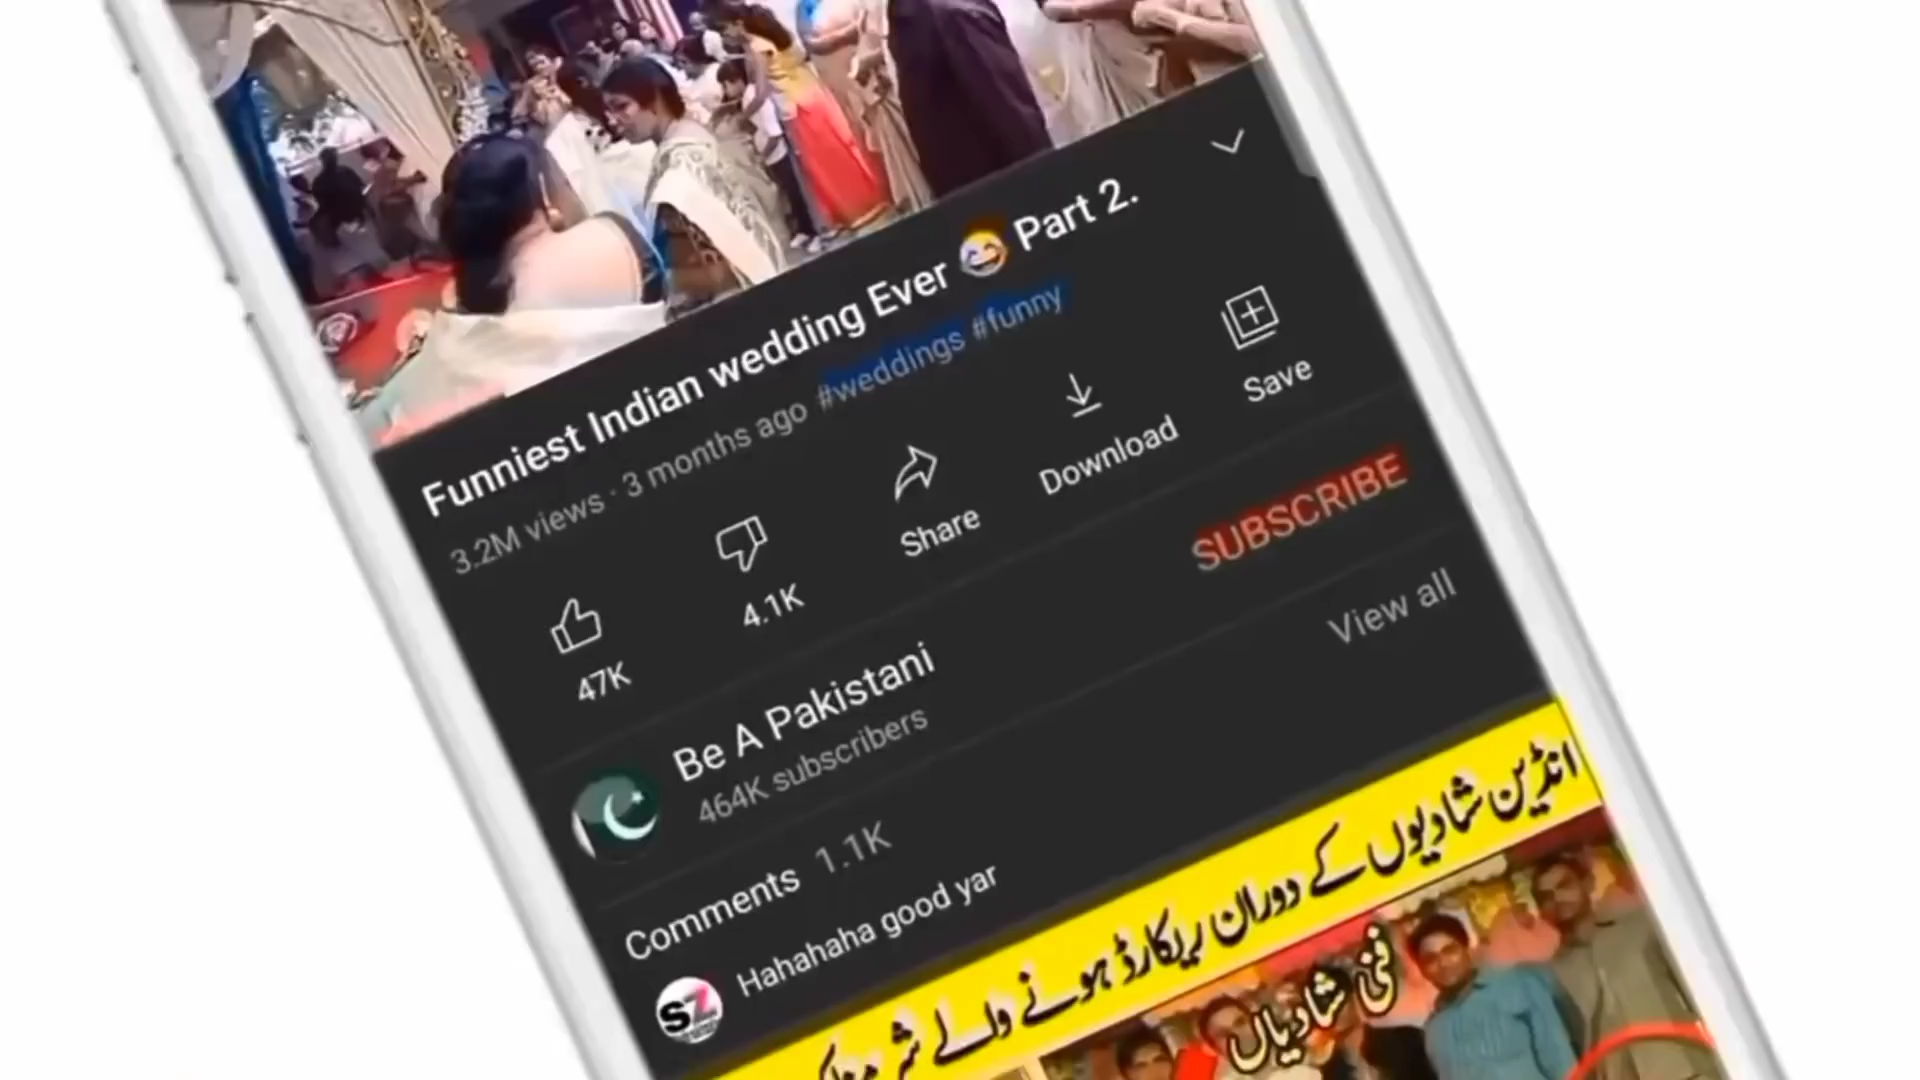 Funniest Indian wedding Ever 😂 Part 2.
3.2M views · 3 months ago #weddings #funny
47K
4.1K
Share
Download
Save
Be A Pakistani
464K subscribers
SUBSCRIBE
Comments 1.1K
View all
SZ
Hahahaha good yar
انڈین شادیوں کے دوران ریکارڈ ہونے والے
فنی شادیاں